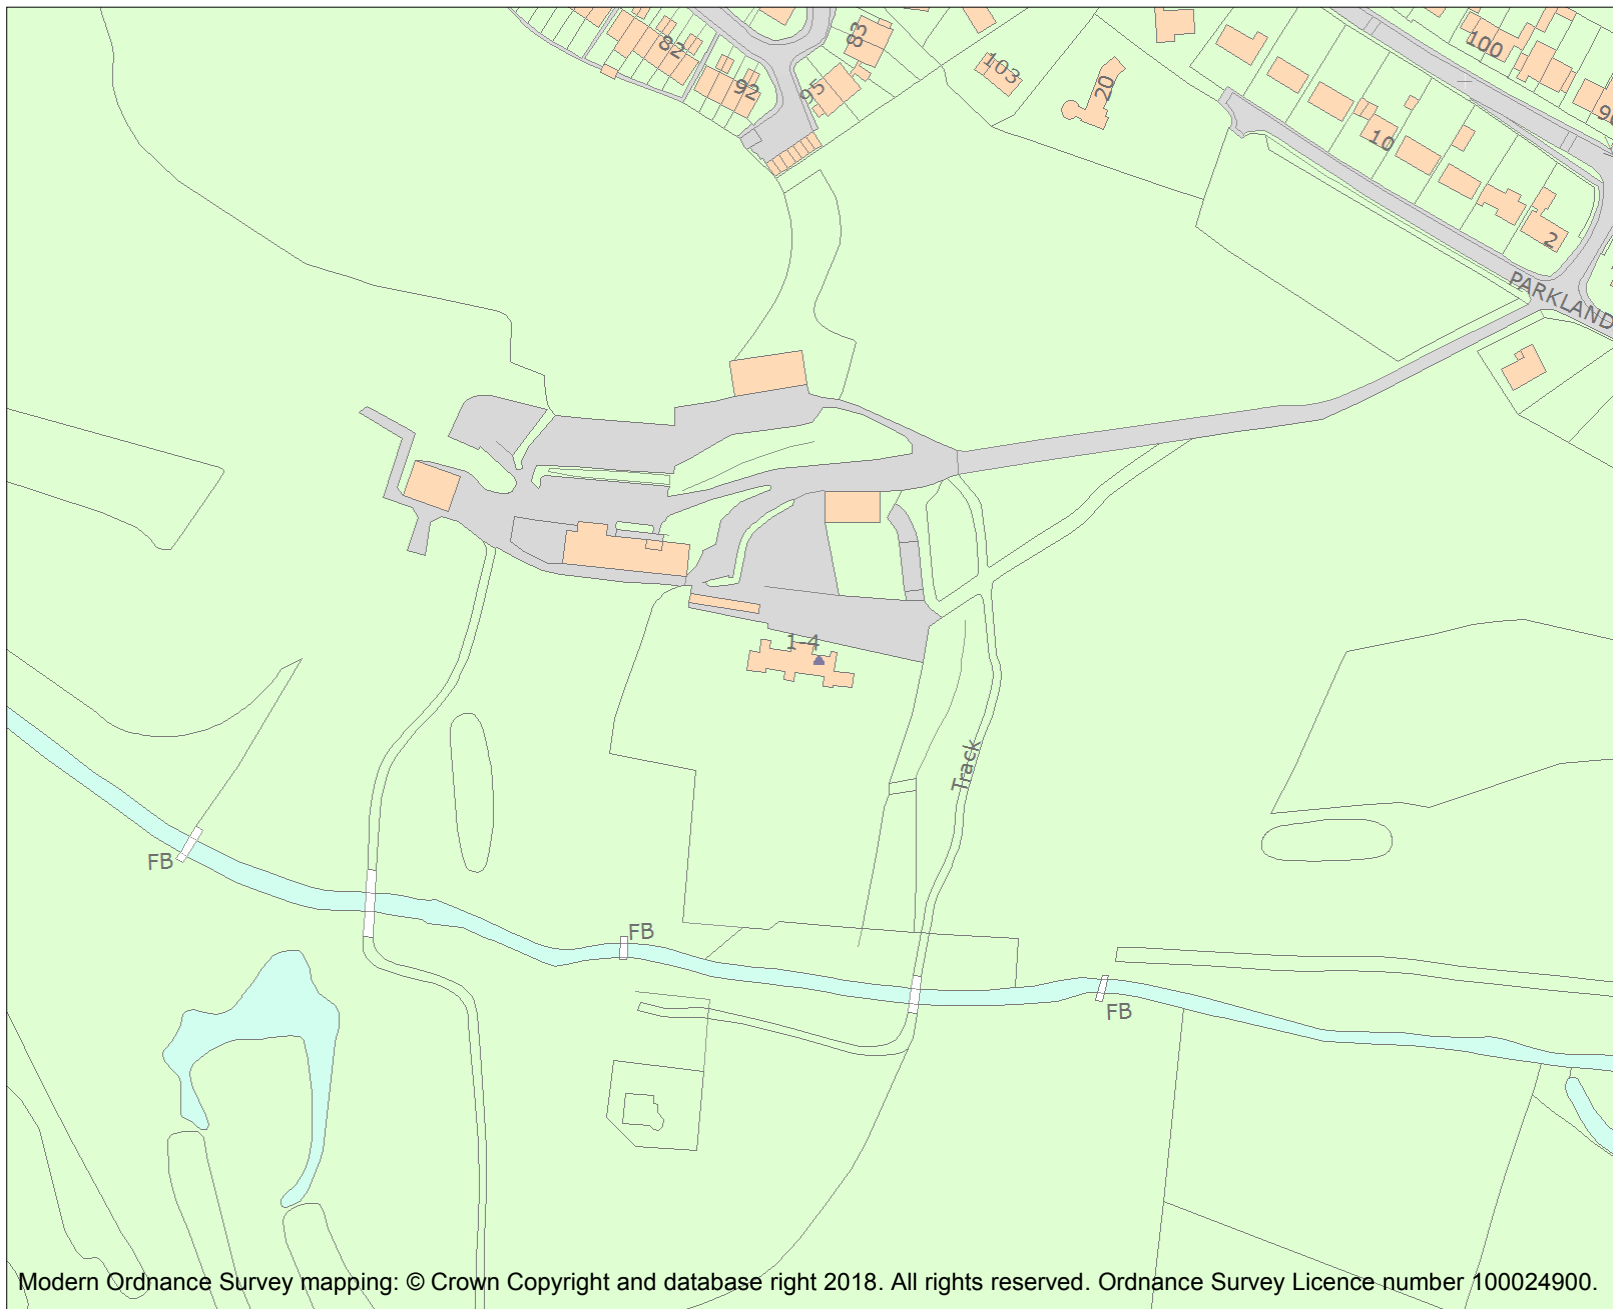 82
92
83
95
103
20
100
10
2
PARKLAND
1-4
Track
FB
FB
FB
Modern Ordnance Survey mapping: © Crown Copyright and database right 2018. All rights reserved. Ordnance Survey Licence number 100024900.